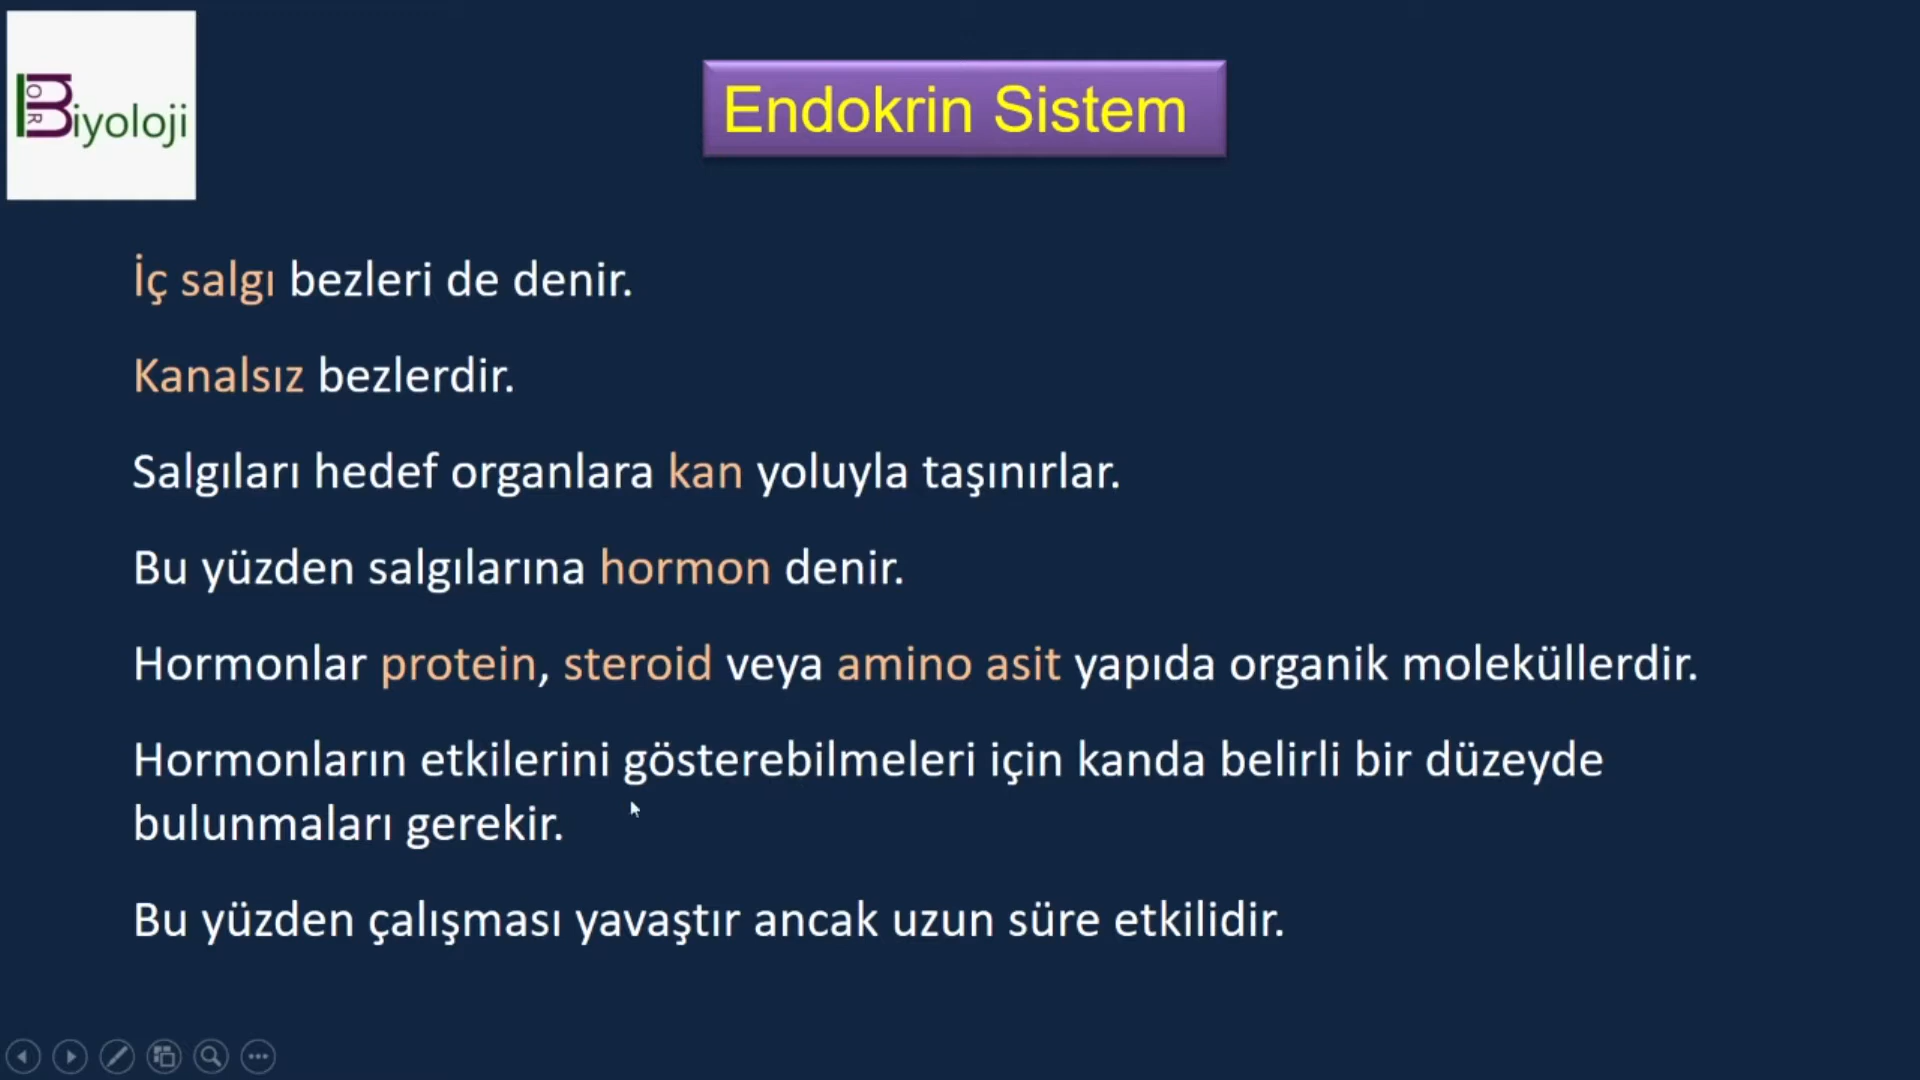 BOR
Biyoloji
Endokrin Sistem
İç salgı bezleri de denir.
Kanalsız bezlerdir.
Salgıları hedef organlara kan yoluyla taşınırlar.
Bu yüzden salgılarına hormon denir.
Hormonlar protein, steroid veya amino asit yapıda organik moleküllerdir.
Hormonların etkilerini gösterebilmeleri için kanda belirli bir düzeyde
bulunmaları gerekir.
Bu yüzden çalışması yavaştır ancak uzun süre etkilidir.